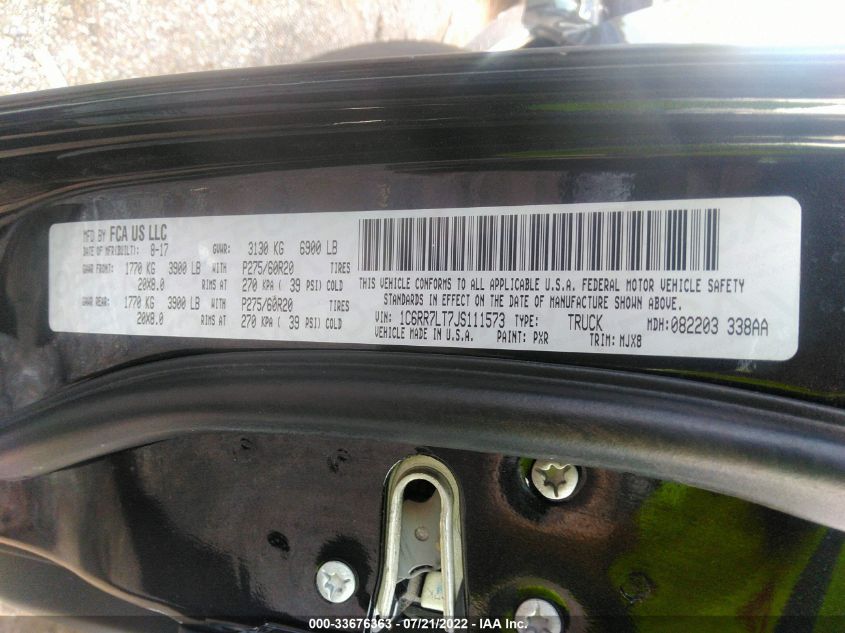 MFD BY FCA US LLC
DATE OF MFR(BUILT): 8-17 GVWR: 3130 KG 6900 LB
GAWR FRONT: 1770 KG 3900 LB WITH P275/60R20 TIRES
20X8.0 RIMS AT 270 KPA ( 39 PSI) COLD
GAWR REAR: 1770 KG 3900 LB WITH P275/60R20 TIRES
20X8.0 RIMS AT 270 KPA ( 39 PSI) COLD
THIS VEHICLE CONFORMS TO ALL APPLICABLE U.S.A. FEDERAL MOTOR VEHICLE SAFETY
STANDARDS IN EFFECT ON THE DATE OF MANUFACTURE SHOWN ABOVE.
VIN: 1C6RR7LT7JS111573 TYPE: TRUCK MDH: 082203 338AA
VEHICLE MADE IN U.S.A. PAINT: PXR TRIM: MJX8
000-33676363 - 07/21/2022 - IAA Inc.